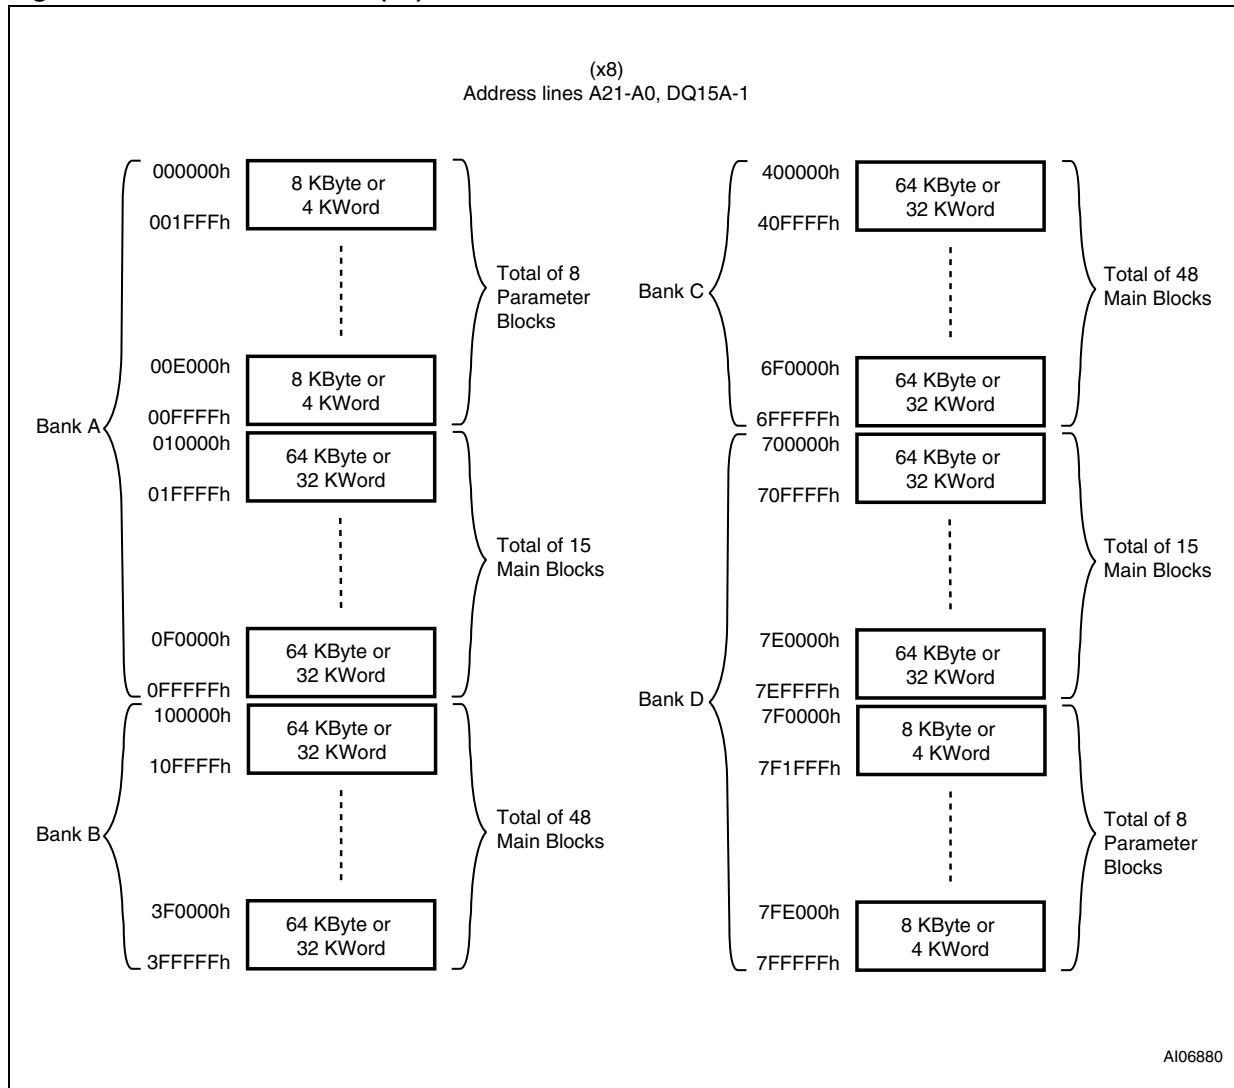 (x8)
Address lines A21-A0, DQ15A-1
Bank A
000000h
8 KByte or
4 KWord
001FFFh
Total of 8
Parameter
Blocks
00E000h
8 KByte or
4 KWord
00FFFFh
010000h
64 KByte or
32 KWord
01FFFFh
Total of 15
Main Blocks
0F0000h
64 KByte or
32 KWord
0FFFFFh
Bank B
100000h
64 KByte or
32 KWord
10FFFFh
Total of 48
Main Blocks
3F0000h
64 KByte or
32 KWord
3FFFFFh
Bank C
400000h
64 KByte or
32 KWord
40FFFFh
Total of 48
Main Blocks
6F0000h
64 KByte or
32 KWord
6FFFFFh
Bank D
700000h
64 KByte or
32 KWord
70FFFFh
Total of 15
Main Blocks
7E0000h
64 KByte or
32 KWord
7EFFFFh
7F0000h
8 KByte or
4 KWord
7F1FFFh
Total of 8
Parameter
Blocks
7FE000h
8 KByte or
4 KWord
7FFFFFh
AI06880